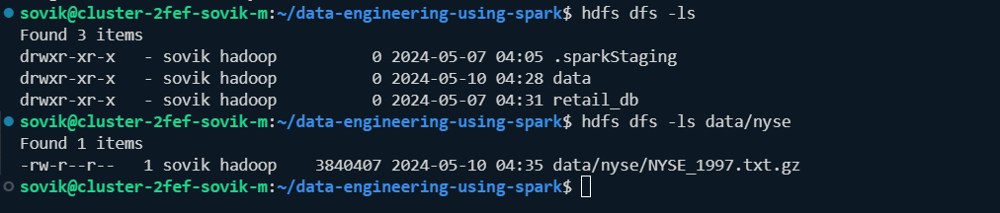 sovik@cluster-2fef-sovik-m:~/data-engineering-using-spark$ hdfs dfs -ls
Found 3 items
drwxr-xr-x   - sovik hadoop          0 2024-05-07 04:05 .sparkStaging
drwxr-xr-x   - sovik hadoop          0 2024-05-10 04:28 data
drwxr-xr-x   - sovik hadoop          0 2024-05-07 04:31 retail_db
sovik@cluster-2fef-sovik-m:~/data-engineering-using-spark$ hdfs dfs -ls data/nyse
Found 1 items
-rw-r--r--   1 sovik hadoop    3840407 2024-05-10 04:35 data/nyse/NYSE_1997.txt.gz
sovik@cluster-2fef-sovik-m:~/data-engineering-using-spark$